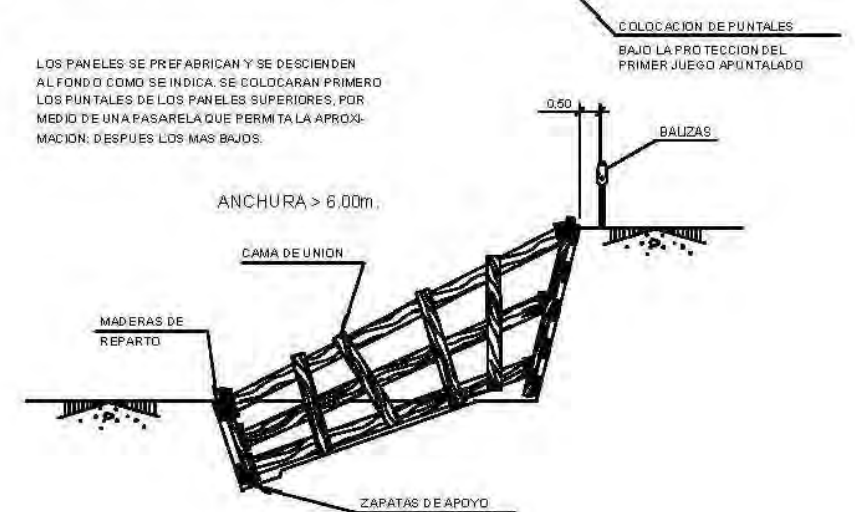 COLOCACION DE PUNTALES
BAJO LA PROTECCION DEL
PRIMER JUEGO APUNTALADO
LOS PANELES SE PREFABRICAN Y SE DESCIENDEN
AL FONDO COMO SE INDICA. SE COLOCARAN PRIMERO
LOS PUNTALES DE LOS PANELES SUPERIORES, POR
MEDIO DE UNA PASARELA QUE PERMITA LA APROXI-
MACION; DESPUES LOS MAS BAJOS.
0,50
BALIZAS
ANCHURA > 6.00m.
CAMA DE UNION
MADERAS DE
REPARTO
ZAPATAS DE APOYO